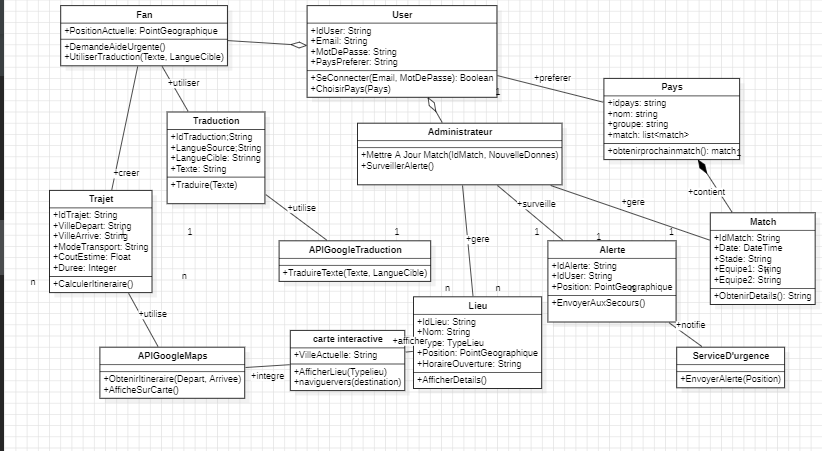 Fan
+PositionActuelle: PointGeographique
+DemandeAideUrgente()
+UtiliserTraduction(Texte, LangueCible)
User
+IdUser: String
+Email: String
+MotDePasse: String
+PaysPreferer: String
+SeConnecter(Email, MotDePasse): Boolean
+ChoisirPays(Pays)
1
+preferer
Pays
+idpays: string
+nom: string
+groupe: string
+match: list<match>
+obtenirprochainmatch(): match
1
+utiliser
Traduction
+IdTraduction;String
+LangueSource;String
+LangueCible: Strinng
+Texte: String
+Traduire(Texte)
Administrateur
+Mettre A Jour Match(IdMatch, NouvelleDonnes)
+SurveillerAlerte()
+creer
+contient
Trajet
+IdTrajet: String
+VilleDepart: String
+VilleArrive: String
+ModeTransport: String
+CoutEstime: Float
+Duree: Integer
+CalculerItineraire()
n
1
n
+utilise
1
APIGoogleTraduction
+TraduireTexte(Texte, LangueCible)
+gere
+surveille
1
1
+gere
1
Alerte
+IdAlerte: String
+IdUser: String
+Position: PointGeographique
+EnvoyerAuxSecours()
Match
+IdMatch: String
+Date: DateTime
+Stade: String
+Equipe1: String
+Equipe2: String
+ObtenirDetails(): String
n
n
+utilise
Lieu
+IdLieu: String
+Nom: String
ype: TypeLieu
+Position: PointGeographique
+HoraireOuverture: String
+AfficherDetails()
+afficher
carte interactive
+VilleActuelle: String
+AfficherLieu(Typelieu)
+naviguervers(destination)
+notifie
APIGoogleMaps
+ObtenirItineraire(Depart, Arrivee)
+AfficheSurCarte()
+integre
ServiceD'urgence
+EnvoyerAlerte(Position)